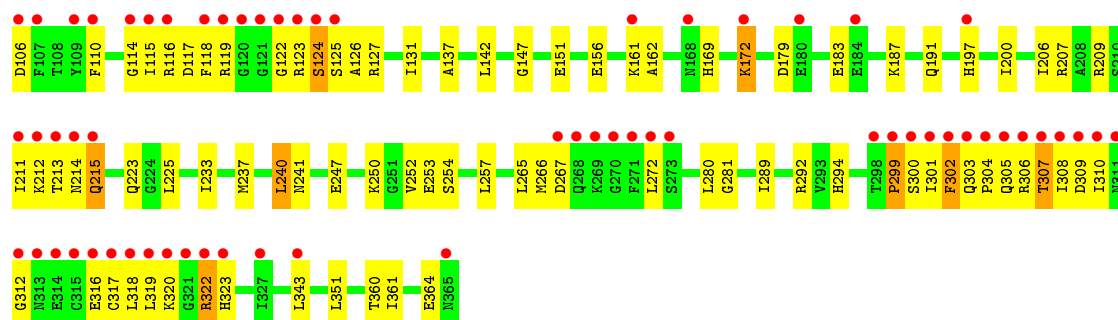 D106 F107 T108 Y109 F110 G114 I115 R116 D117 F118 R119 G120 G121 G122 R123 S124 S125 A126 R127 I131 A137 L142 G147 E151 E156 K161 A162 N168 H169 K172 D179 E180 E183 E184 K187 Q191 H197 I200 I206 R207 A208 R209 S210
I211 K212 T213 N214 Q215 Q223 G224 L225 I233 M237 L240 N241 E247 K250 G251 V252 E253 S254 L257 L265 M266 D267 Q268 K269 G270 F271 L272 S273 L280 G281 I289 R292 V293 H294 T298 P299 S300 I301 F302 Q303 P304 Q305 R306 T307 I308 D309 I310 N311
G312 N313 E314 C315 E316 C317 L318 L319 K320 G321 R322 H323 I327 L343 L351 T360 I361 E364 N365